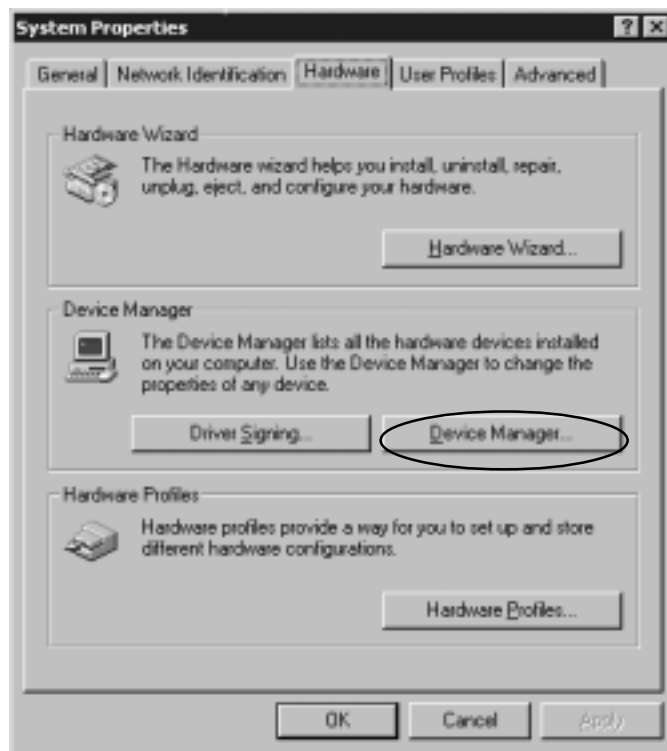 System Properties
? X
General Network Identification Hardware User Profiles Advanced
Hardware Wizard
The Hardware wizard helps you install, uninstall, repair,
unplug, eject, and configure your hardware.
Hardware Wizard...
Device Manager
The Device Manager lists all the hardware devices installed
on your computer. Use the Device Manager to change the
properties of any device.
Driver Signing... Device Manager...
Hardware Profiles
Hardware profiles provide a way for you to set up and store
different hardware configurations.
Hardware Profiles...
OK Cancel Apply